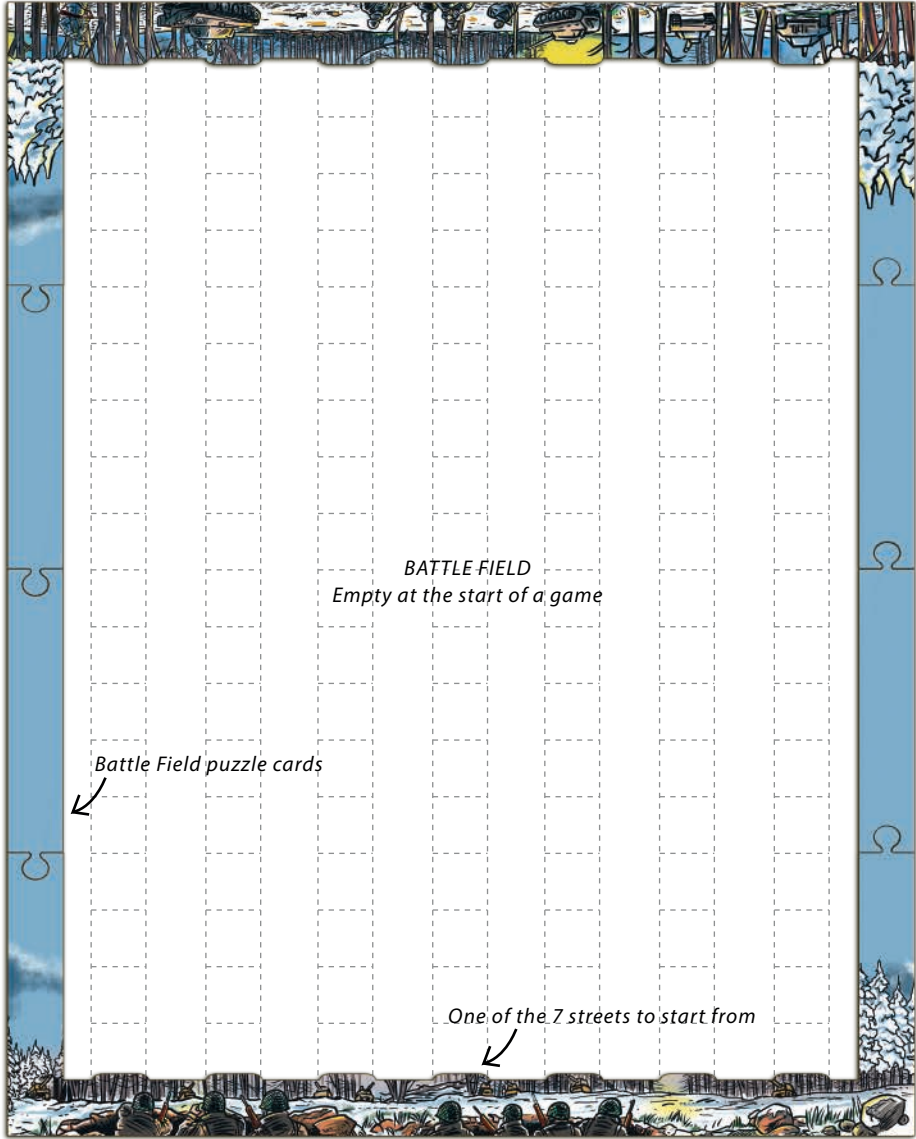 BATTLE FIELD
Empty at the start of a game
Battle Field puzzle cards
One of the 7 streets to start from